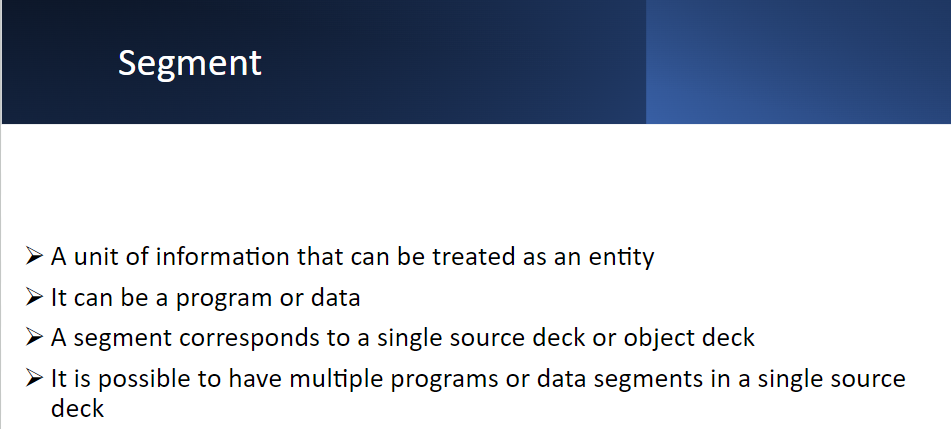 Segment
➢ A unit of information that can be treated as an entity
➢ It can be a program or data
➢ A segment corresponds to a single source deck or object deck
➢ It is possible to have multiple programs or data segments in a single source
deck